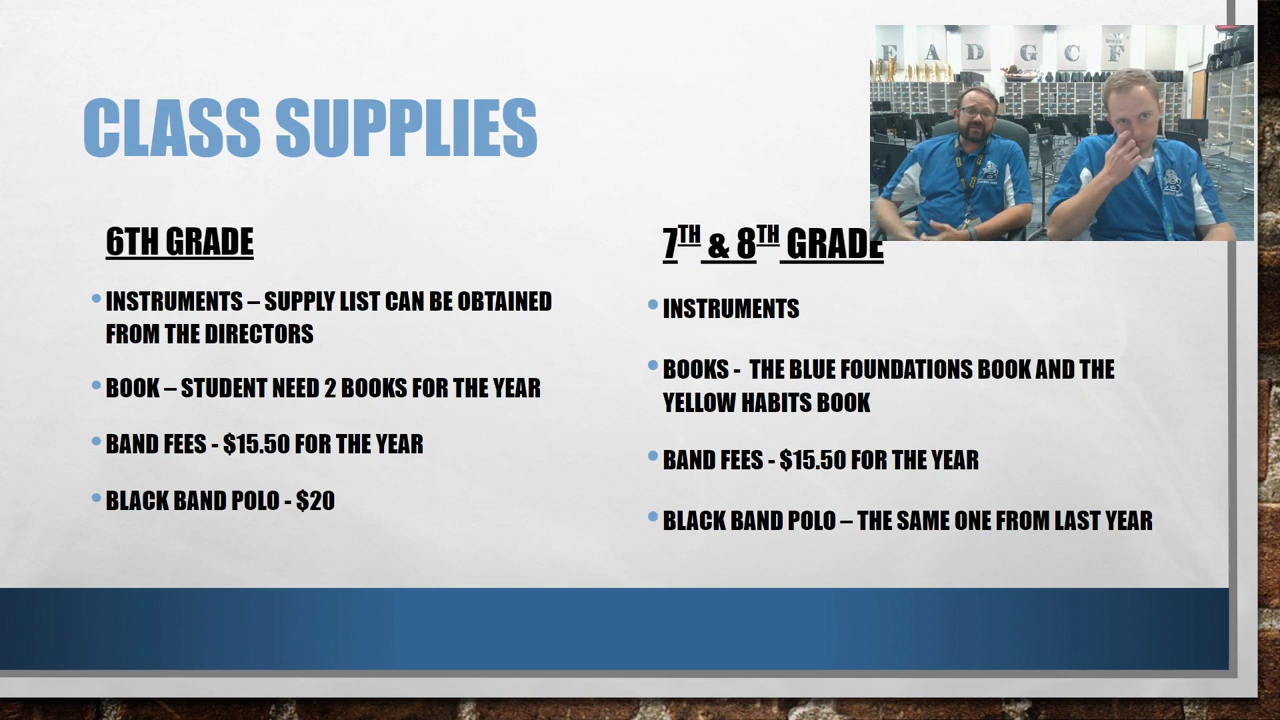 CLASS SUPPLIES
6TH GRADE
INSTRUMENTS – SUPPLY LIST CAN BE OBTAINED
FROM THE DIRECTORS
BOOK – STUDENT NEED 2 BOOKS FOR THE YEAR
BAND FEES - $15.50 FOR THE YEAR
BLACK BAND POLO - $20
E A D G C F
7TH & 8TH GRADE
INSTRUMENTS
BOOKS - THE BLUE FOUNDATIONS BOOK AND THE
YELLOW HABITS BOOK
BAND FEES - $15.50 FOR THE YEAR
BLACK BAND POLO – THE SAME ONE FROM LAST YEAR